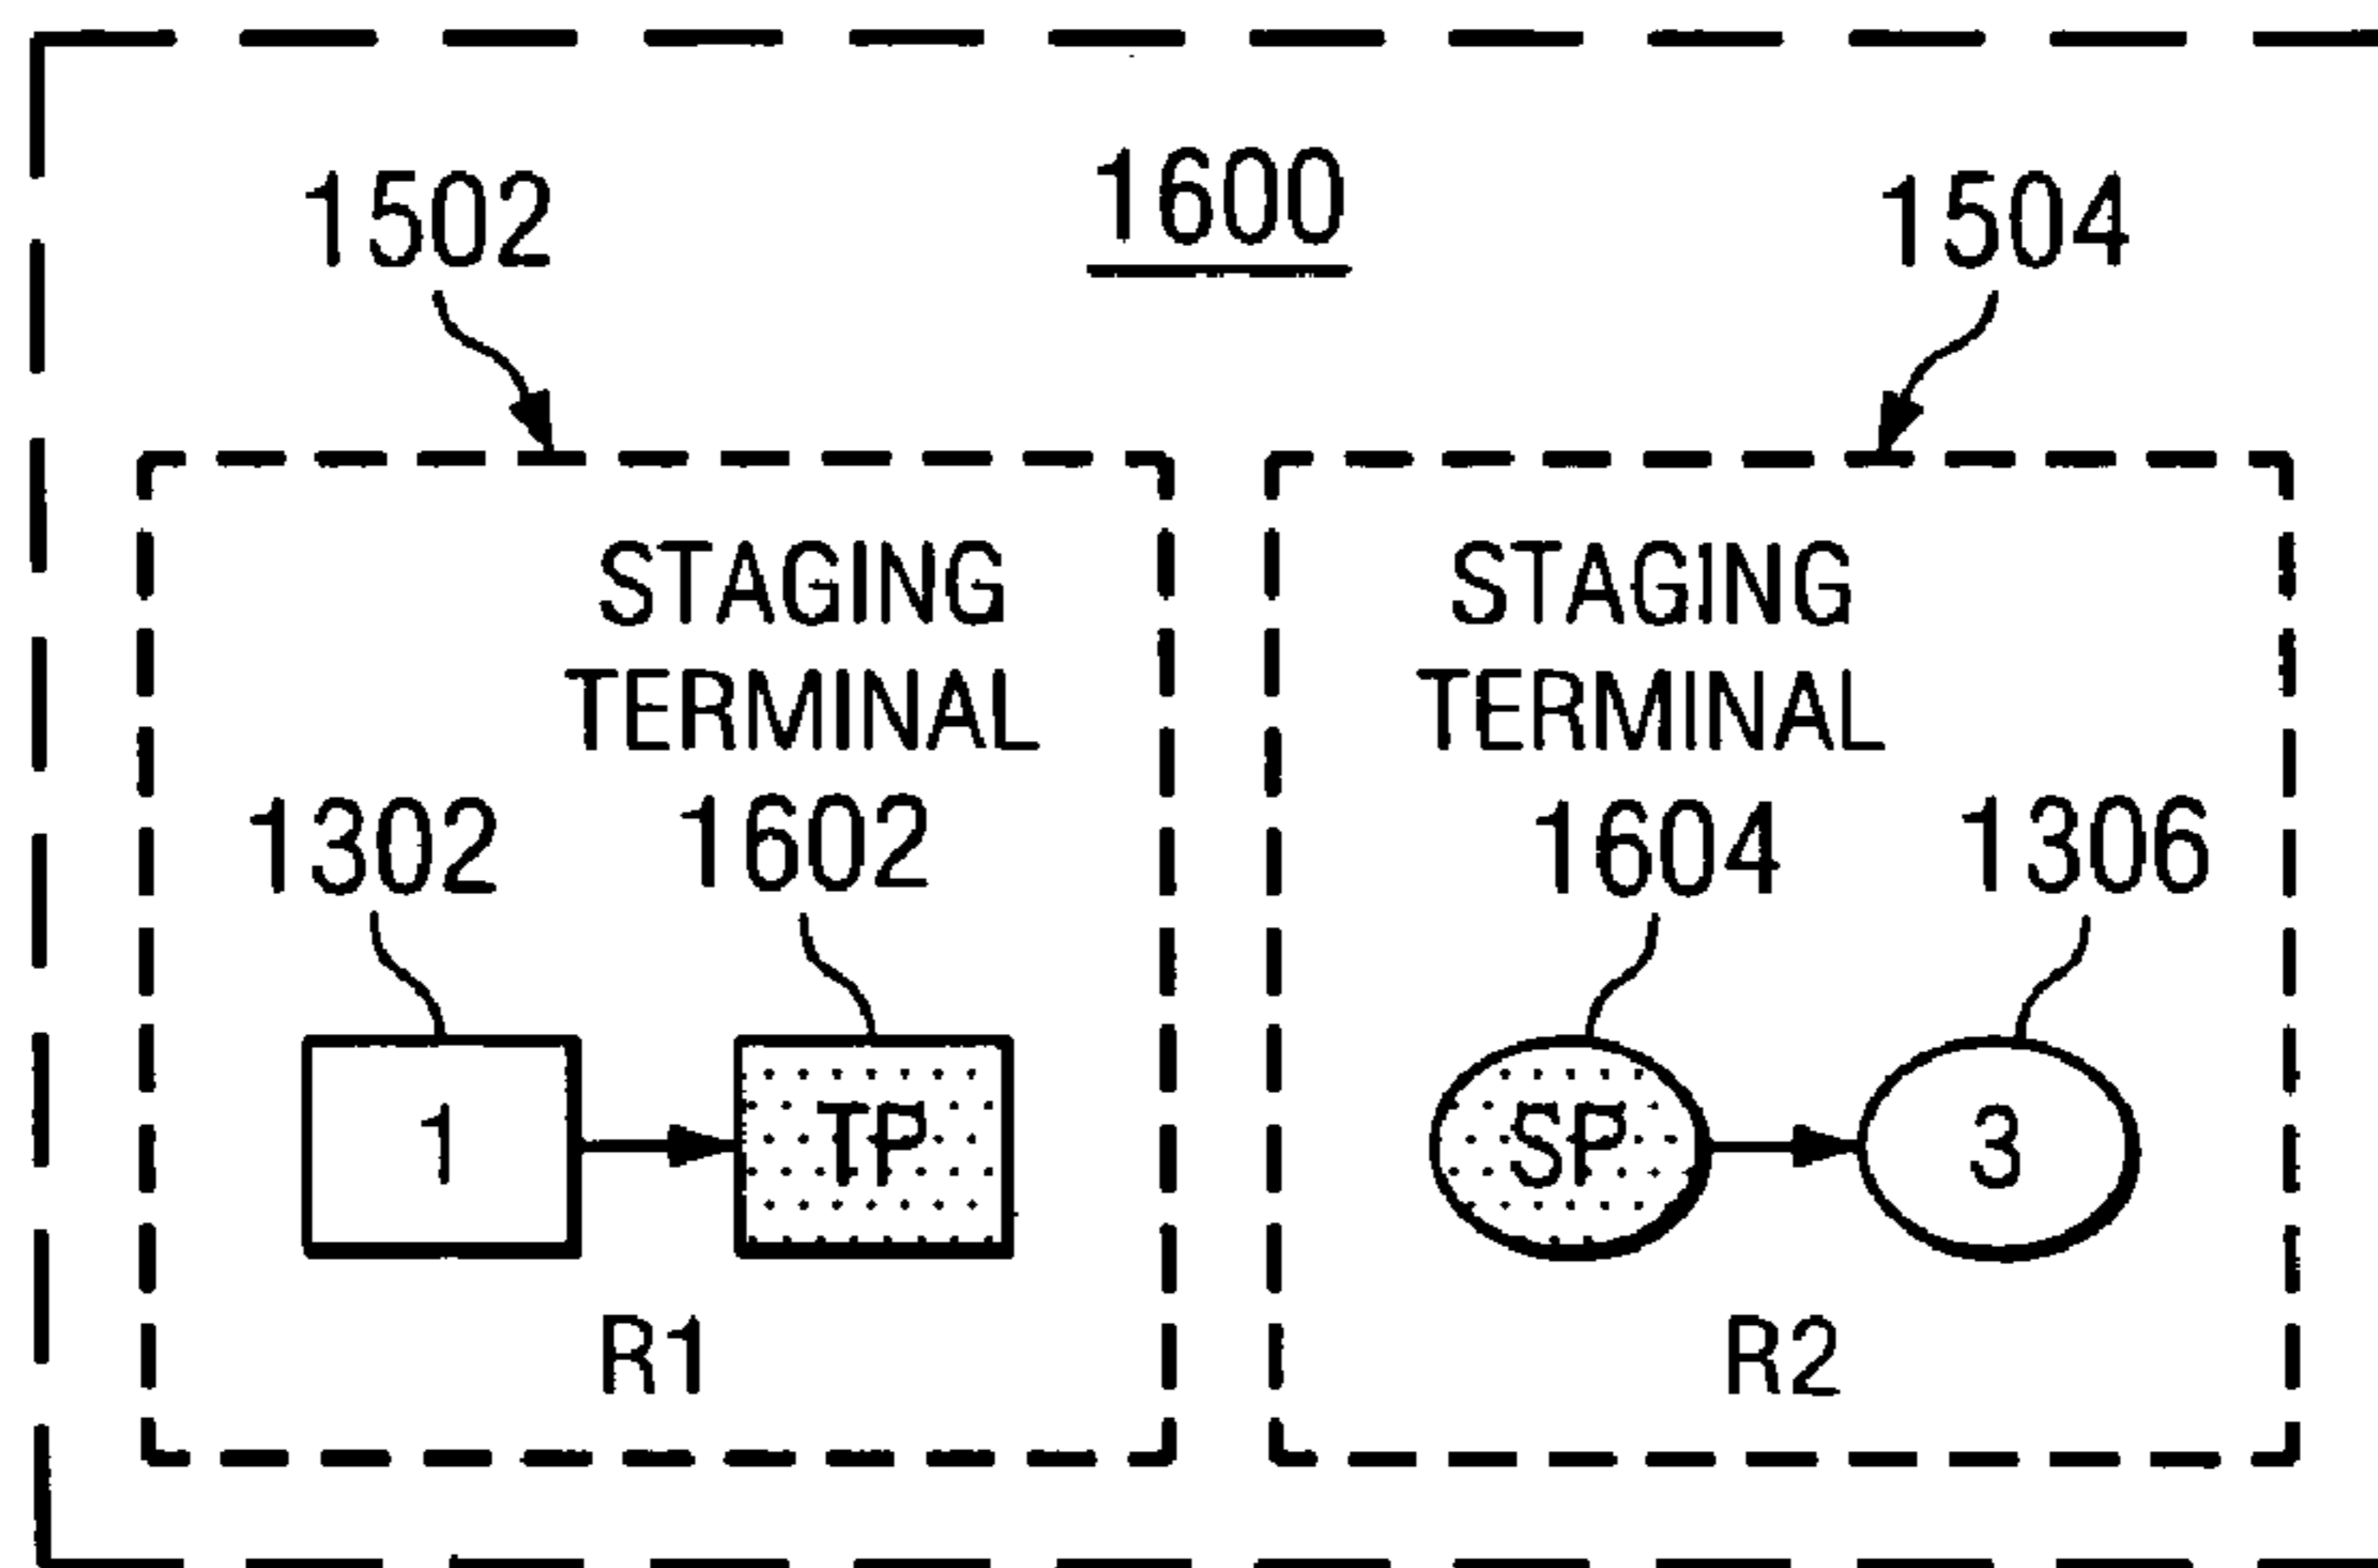 1600
1502
1504
STAGING
TERMINAL
1302
1602
1
TP
R1
STAGING
TERMINAL
1604
1306
SP
3
R2